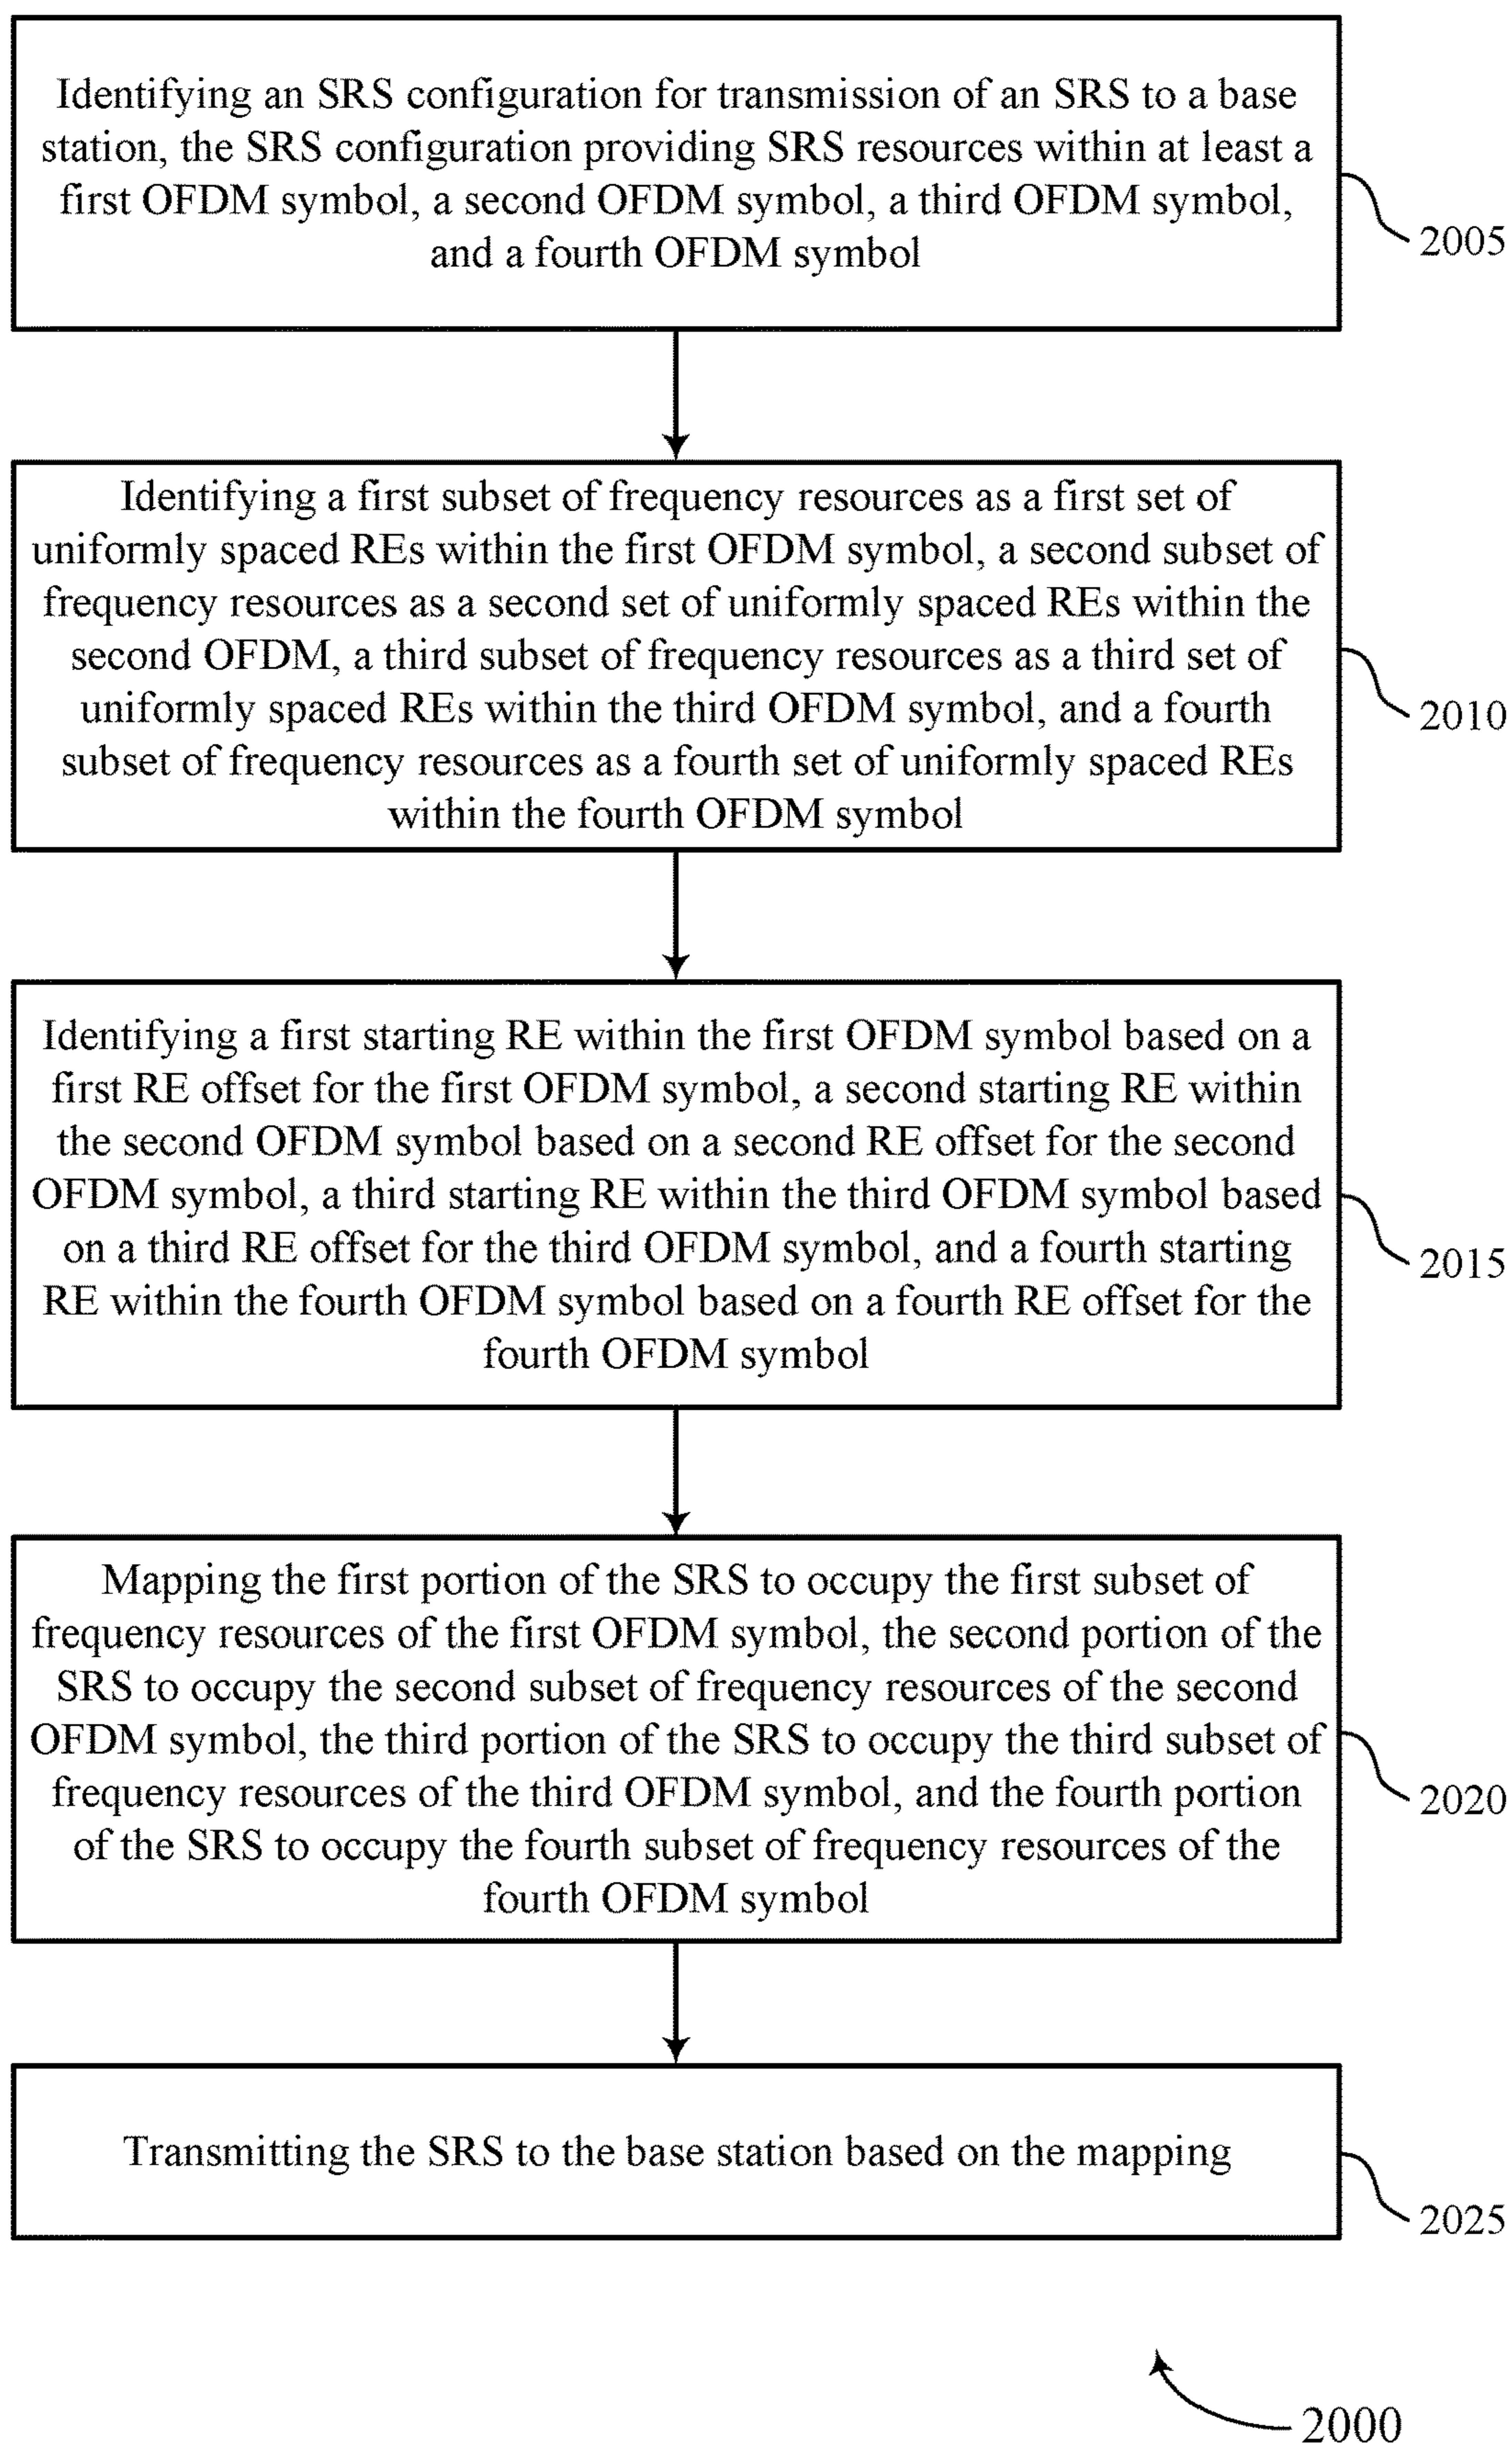 Identifying an SRS configuration for transmission of an SRS to a base
station, the SRS configuration providing SRS resources within at least a
first OFDM symbol, a second OFDM symbol, a third OFDM symbol,
and a fourth OFDM symbol
2005
Identifying a first subset of frequency resources as a first set of
uniformly spaced REs within the first OFDM symbol, a second subset of
frequency resources as a second set of uniformly spaced REs within the
second OFDM, a third subset of frequency resources as a third set of
uniformly spaced REs within the third OFDM symbol, and a fourth
subset of frequency resources as a fourth set of uniformly spaced REs
within the fourth OFDM symbol
2010
Identifying a first starting RE within the first OFDM symbol based on a
first RE offset for the first OFDM symbol, a second starting RE within
the second OFDM symbol based on a second RE offset for the second
OFDM symbol, a third starting RE within the third OFDM symbol based
on a third RE offset for the third OFDM symbol, and a fourth starting
RE within the fourth OFDM symbol based on a fourth RE offset for the
fourth OFDM symbol
2015
Mapping the first portion of the SRS to occupy the first subset of
frequency resources of the first OFDM symbol, the second portion of the
SRS to occupy the second subset of frequency resources of the second
OFDM symbol, the third portion of the SRS to occupy the third subset of
frequency resources of the third OFDM symbol, and the fourth portion
of the SRS to occupy the fourth subset of frequency resources of the
fourth OFDM symbol
2020
Transmitting the SRS to the base station based on the mapping
2025
2000